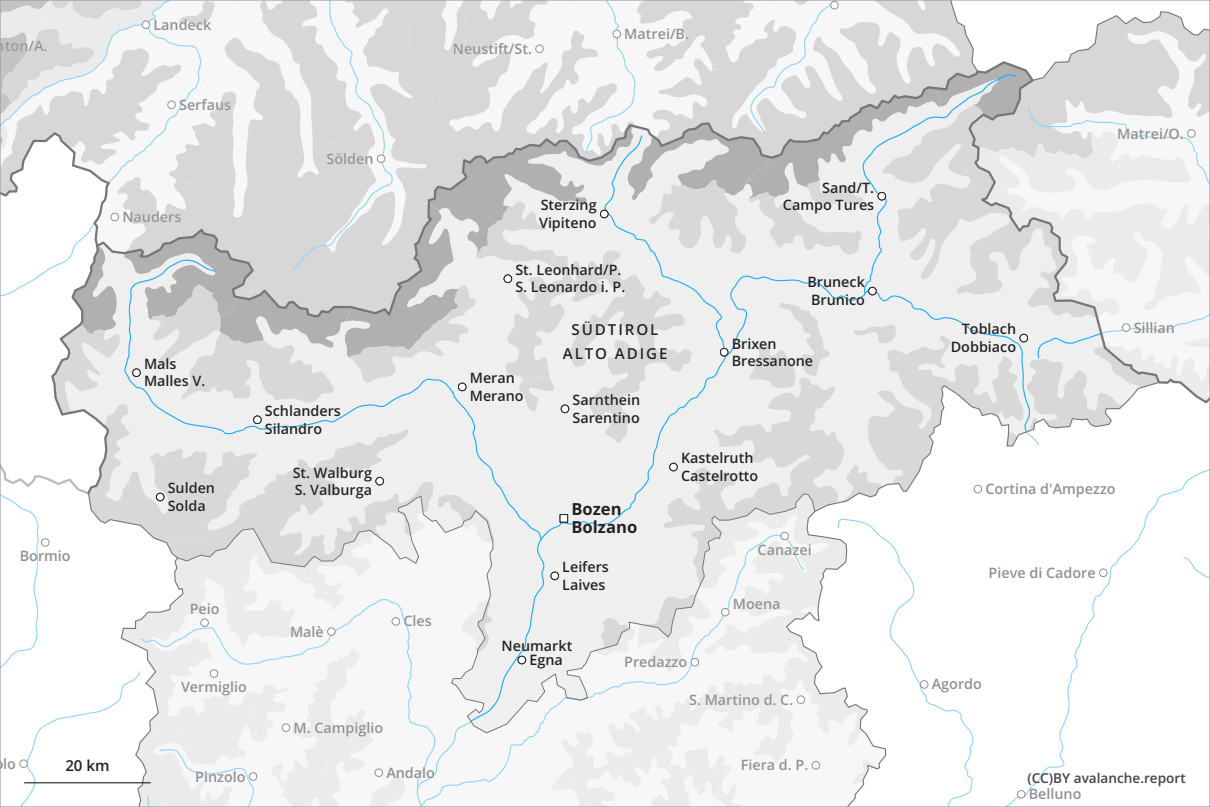 Landeck
Matrei/B.
nton/A.
Neustift/St.
Serfaus
Matrei/O.
Sölden
Sand/T.
Campo Tures
Nauders
Sterzing
Vipiteno
St. Leonhard/P.
S. Leonardo i. P.
Bruneck
Brunico
SÜDTIROL
ALTO ADIGE
Toblach
Dobbiaco
Sillian
Brixen
Bressanone
Mals
Malles V.
Meran
Merano
Sarnthein
Sarentino
Schlanders
Silandro
Kastelruth
Castelrotto
St. Walburg
S. Valburga
Sulden
Solda
Cortina d'Ampezzo
Bozen
Bolzano
Bormio
Canazei
Leifers
Laives
Pieve di Cadore
Peio
Moena
Malè
Cles
Neumarkt
Egna
Predazzo
Vermiglio
Agordo
S. Martino d. C.
M. Campiglio
olo
20 km
Pinzolo
Andalo
Fiera d. P.
(CC)BY avalanche.report
Belluno